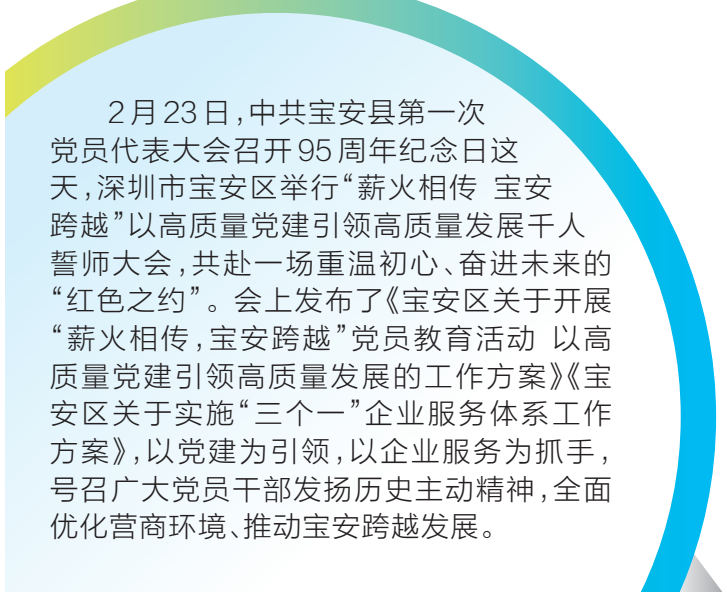 2月23日,中共宝安县第一次
党员代表大会召开95周年纪念日这
天,深圳市宝安区举行“薪火相传 宝安
跨越”以高质量党建引领高质量发展千人
誓师大会,共赴一场重温初心、奋进未来的
“红色之约”。会上发布了《宝安区关于开展
“薪火相传,宝安跨越”党员教育活动 以高
质量党建引领高质量发展的工作方案》《宝
安区关于实施“三个一”企业服务体系工作
方案》,以党建为引领,以企业服务为抓手,
号召广大党员干部发扬历史主动精神,全面
优化营商环境、推动宝安跨越发展。